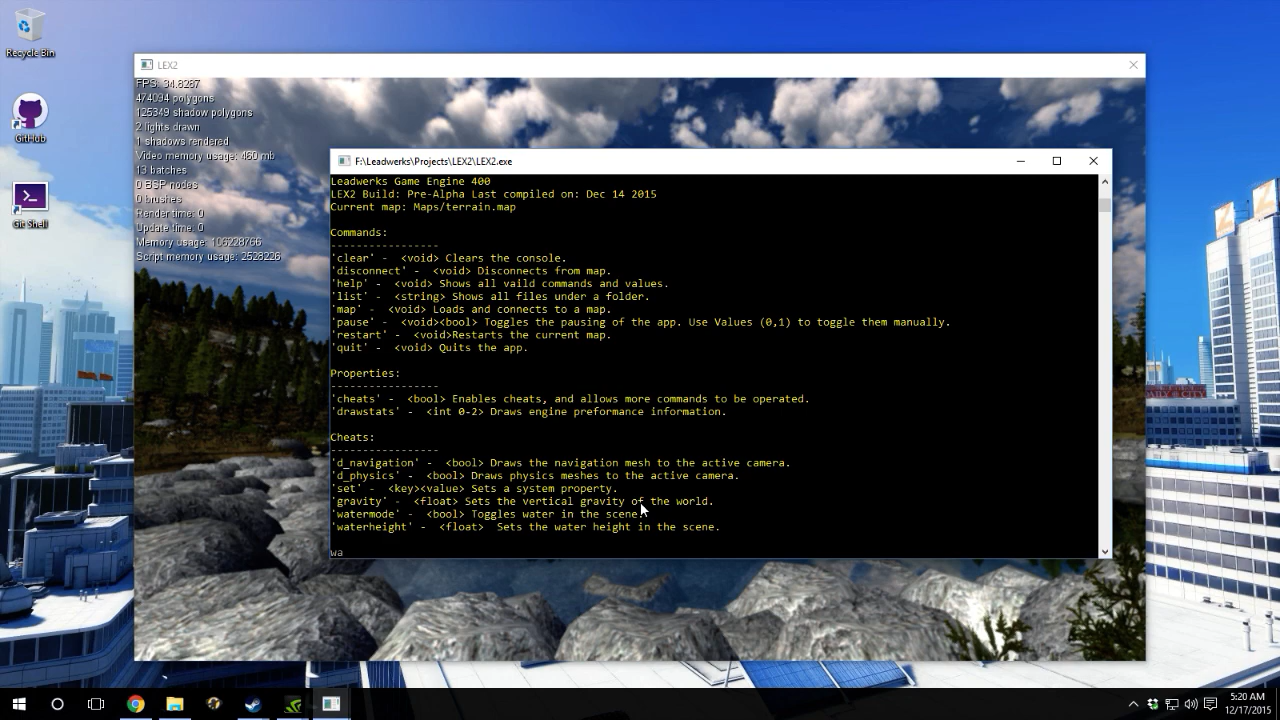 Recycle Bin
GitHub
Git Shell
LEX2
FPS: 34.8287
474094 polygons
125349 shadow polygons
2 lights drawn
1 shadows rendered
Video memory usage: 460 mb
13 batches
0 BSP nodes
0 brushes
Render time: 0
Update time: 0
Memory usage: 106228766
Script memory usage: 2528226
F:\Leadwerks\Projects\LEX2\LEX2.exe
Leadwerks Game Engine 400
LEX2 Build: Pre-Alpha Last compiled on: Dec 14 2015
Current map: Maps/terrain.map
Commands:
-----------------
'clear' -  <void> Clears the console.
'disconnect' -  <void> Disconnects from map.
'help' -  <void> Shows all vaild commands and values.
'list' -  <string> Shows all files under a folder.
'map' -  <void> Loads and connects to a map.
'pause' -  <void><bool> Toggles the pausing of the app. Use Values (0,1) to toggle them manually.
'restart' -  <void>Restarts the current map.
'quit' -  <void> Quits the app.
Properties:
-----------------
'cheats' -  <bool> Enables cheats, and allows more commands to be operated.
'drawstats' -  <int 0-2> Draws engine preformance information.
Cheats:
-----------------
'd_navigation' -  <bool> Draws the navigation mesh to the active camera.
'd_physics' -  <bool> Draws physics meshes to the active camera.
'set' -  <key><value> Sets a system property.
'gravity' -  <float> Sets the vertical gravity of the world.
'watermode' -  <bool> Toggles water in the scene.
'waterheight' -  <float>  Sets the water height in the scene.
wa
5:20 AM
12/17/2015